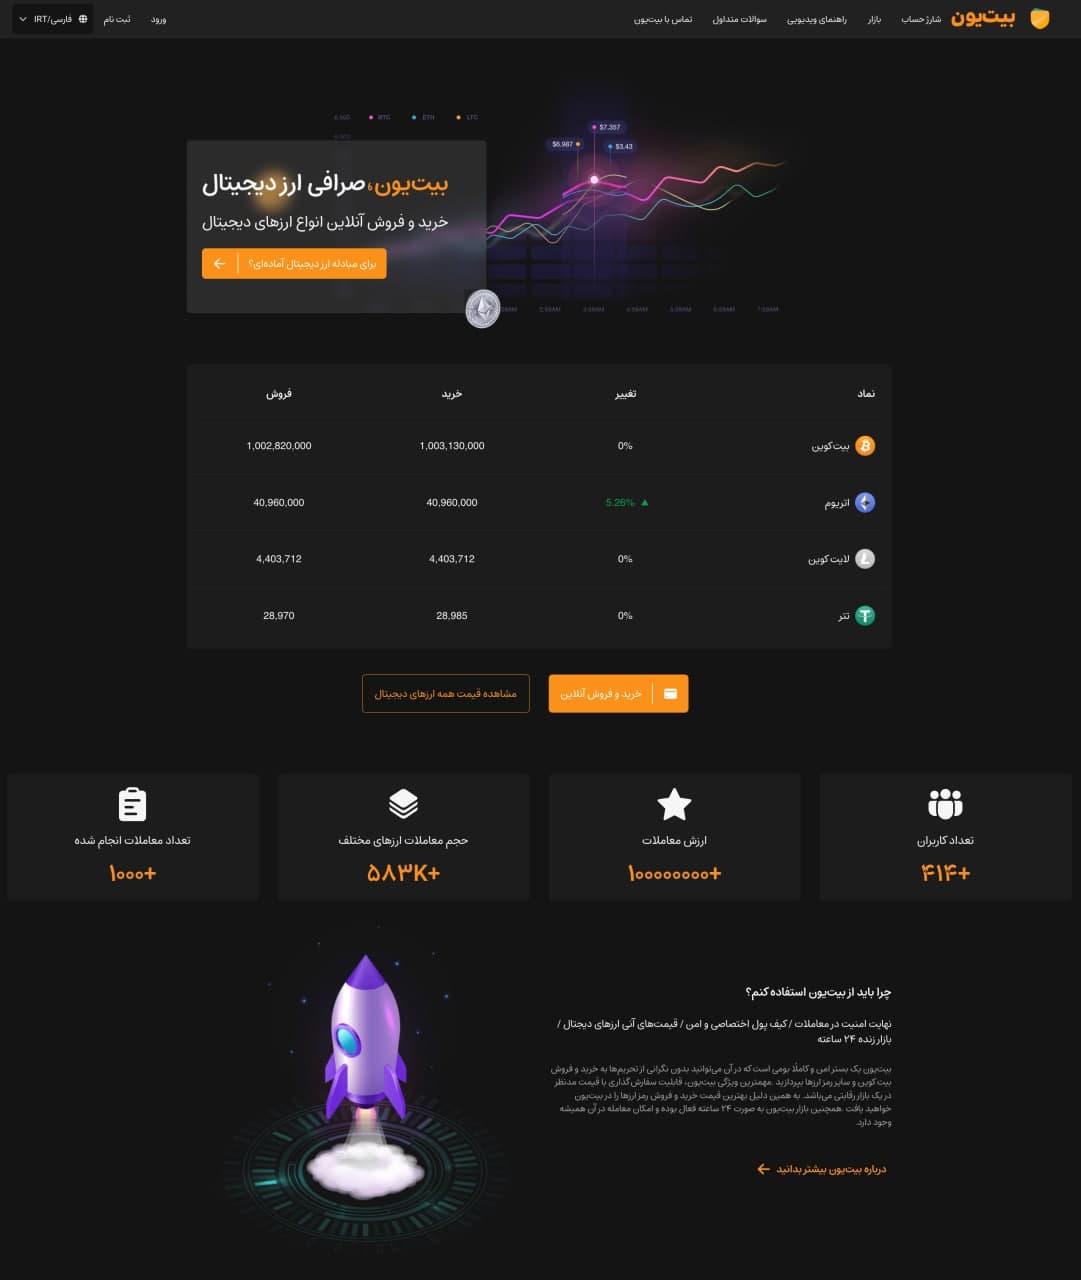 بیت‌یون
شارژ حساب
بازار
راهنمای ویدیویی
سوالات متداول
تماس با بیت‌یون
ورود
ثبت نام
فارسی/IRT
BTC
ETH
LTC
$7.357
$6.987
$3.43
بیت‌یون، صرافی ارز دیجیتال
خرید و فروش آنلاین انواع ارزهای دیجیتال
برای مبادله ارز دیجیتال آماده‌ای؟
نماد تغییر خرید فروش
بیت‌کوین 0% 1,003,130,000 1,002,820,000
اتریوم 5.26% 40,960,000 40,960,000
لایت کوین 0% 4,403,712 4,403,712
تتر 0% 28,985 28,970
خرید و فروش آنلاین
مشاهده قیمت همه ارزهای دیجیتال
تعداد کاربران
۴۱۴+
ارزش معاملات
۱۰۰۰۰۰۰۰۰+
حجم معاملات ارزهای مختلف
۵۸۳K+
تعداد معاملات انجام شده
۱۰۰۰+
چرا باید از بیت‌یون استفاده کنم؟
نهایت امنیت در معاملات / کیف پول اختصاصی و امن / قیمت‌های آنی ارزهای دیجتال /
بازار زنده ۲۴ ساعته
بیت‌یون یک بستر امن و کاملًا بومی است که در آن می‌توانید بدون نگرانی از تحریم‌ها به خرید و فروش
بیت کوین و سایر رمز ارزها بپردازید .مهمترین ویژگی بیت‌یون، قابلیت سفارش‌گذاری با قیمت مدنظر
در یک بازار رقابتی می‌باشد. به همین دلیل بهترین قیمت خرید و فروش رمز ارزها را در بیت‌یون
خواهید یافت .همچنین بازار بیت‌یون به صورت ۲۴ ساعته فعال بوده و امکان معامله در آن همیشه
وجود دارد.
درباره بیت‌یون بیشتر بدانید